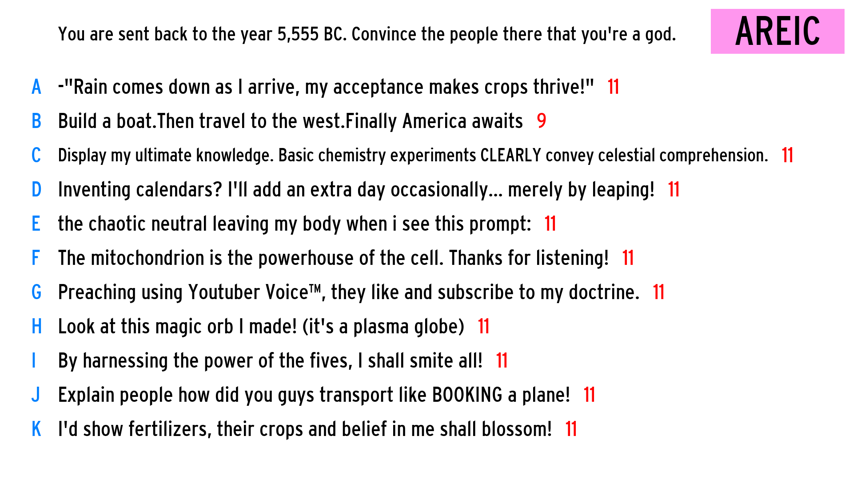 You are sent back to the year 5,555 BC. Convince the people there that you're a god.
AREIC
A -"Rain comes down as I arrive, my acceptance makes crops thrive!" 11
B Build a boat.Then travel to the west.Finally America awaits 9
C Display my ultimate knowledge. Basic chemistry experiments CLEARLY convey celestial comprehension. 11
D Inventing calendars? I'll add an extra day occasionally... merely by leaping! 11
E the chaotic neutral leaving my body when i see this prompt: 11
F The mitochondrion is the powerhouse of the cell. Thanks for listening! 11
G Preaching using Youtuber Voice™, they like and subscribe to my doctrine. 11
H Look at this magic orb I made! (it's a plasma globe) 11
I By harnessing the power of the fives, I shall smite all! 11
J Explain people how did you guys transport like BOOKING a plane! 11
K I'd show fertilizers, their crops and belief in me shall blossom! 11